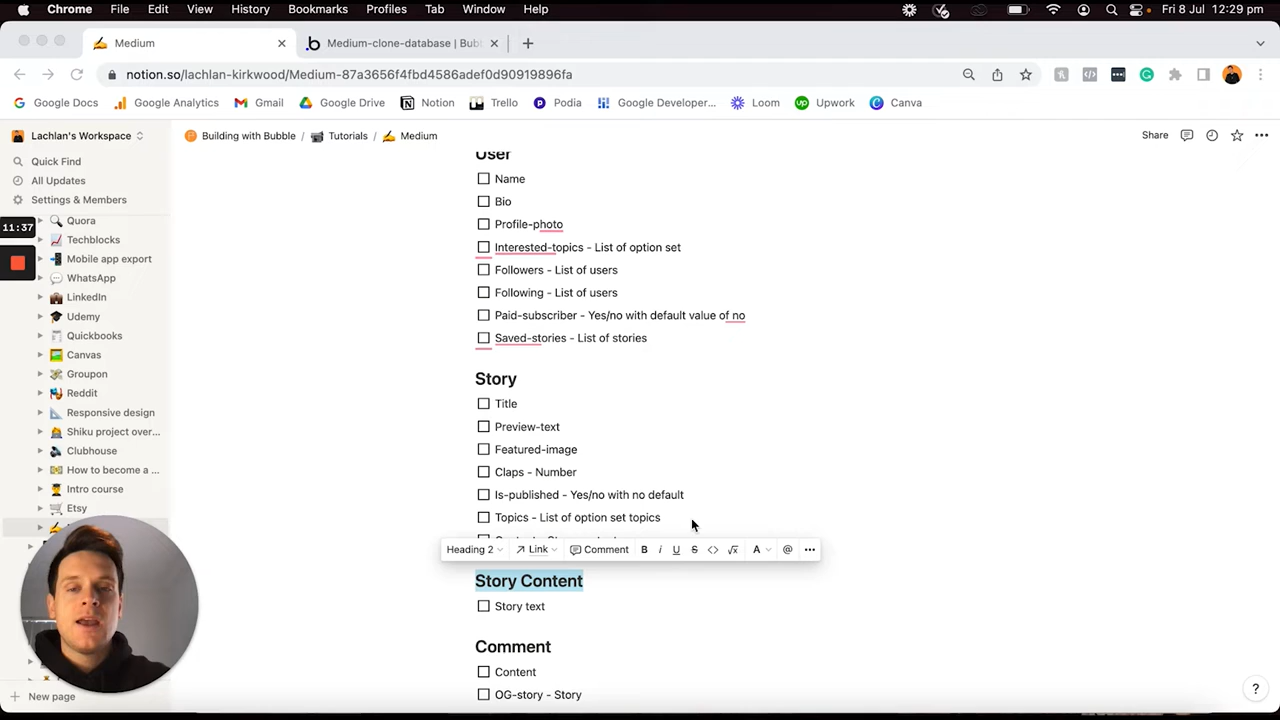 Chrome File Edit View History Bookmarks Profiles Tab Window Help Fri 8 Jul 12:29 pm
Medium
Medium-clone-database | Bubb
notion.so/lachlan-kirkwood/Medium-87a3656f4fbd4586adef0d90919896fa
Google Docs Google Analytics Gmail Google Drive Notion Trello Podia Google Developer... Loom Upwork Canva
Lachlan's Workspace
Building with Bubble / Tutorials / Medium
Share
Quick Find
All Updates
Settings & Members
11:37
Quora
Techblocks
Mobile app export
WhatsApp
LinkedIn
Udemy
Quickbooks
Canvas
Groupon
Reddit
Responsive design
Shiku project over...
Clubhouse
How to become a ...
Intro course
Etsy
New page
User
Name
Bio
Profile-photo
Interested-topics - List of option set
Followers - List of users
Following - List of users
Paid-subscriber - Yes/no with default value of no
Saved-stories - List of stories
Story
Title
Preview-text
Featured-image
Claps - Number
Is-published - Yes/no with no default
Topics - List of option set topics
Heading 2 Link Comment B i U S <> √x A @ •••
Story Content
Story text
Comment
Content
OG-story - Story
?